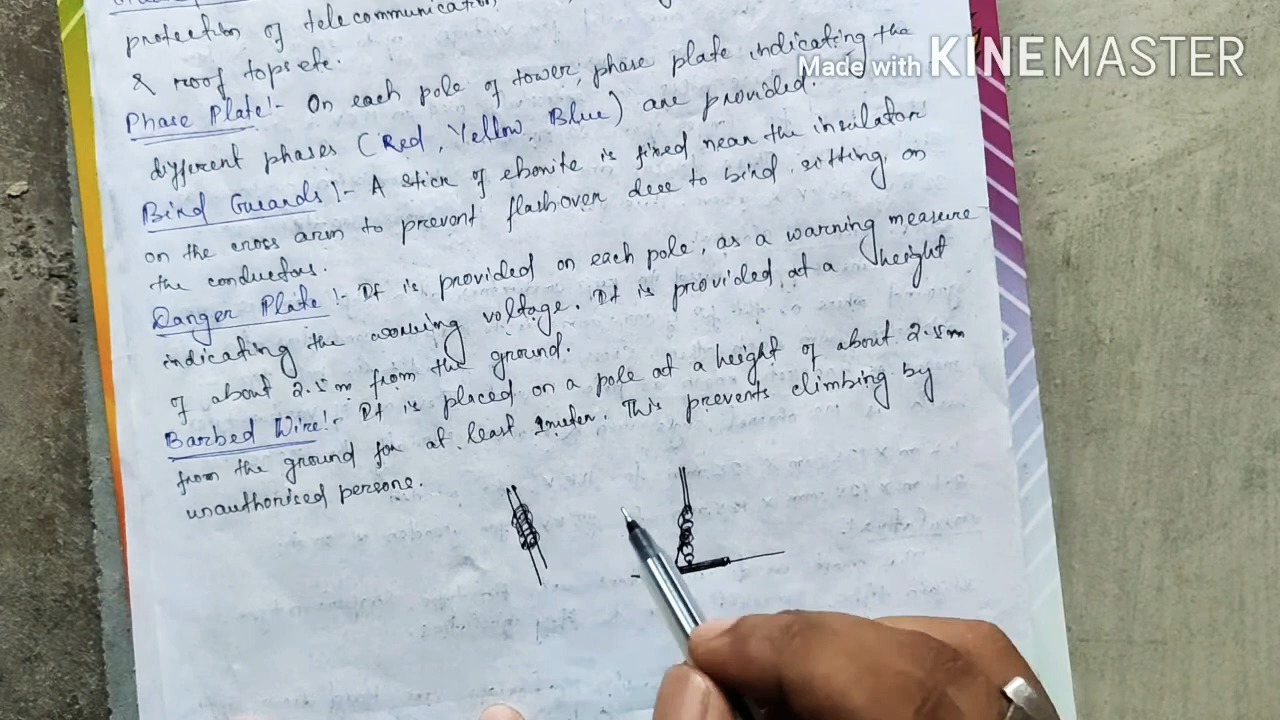 protection of telecommunication
& roof tops etc.
Made with KINEMASTER
Phase Plate :- On each pole of tower, phase plate indicating the
different phases (Red, Yellow, Blue) are provided.
Bird Guards :- A stick of ebonite is fixed near the insulator
on the cross arm to prevent flashover due to bird sitting on
the conductors.
Danger Plate :- It is provided on each pole, as a warning measure
indicating the working voltage. It is provided at a height
of about 2.5m from the ground.
Barbed Wire :- It is placed on a pole at a height of about 2.5m
from the ground for at least 1meter. This prevents climbing by
unauthorised persons.